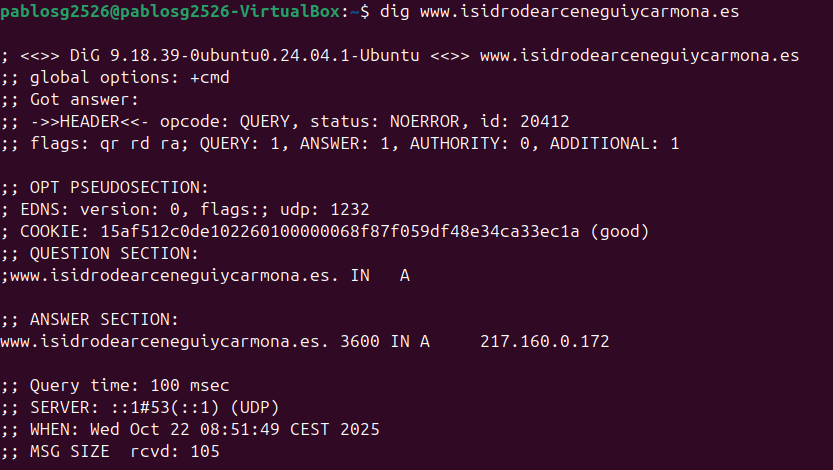 pablosg2526@pablosg2526-VirtualBox:~$ dig www.isidrodearceneguiycarmona.es
; <<>> DiG 9.18.39-0ubuntu0.24.04.1-Ubuntu <<>> www.isidrodearceneguiycarmona.es
;; global options: +cmd
;; Got answer:
;; ->>HEADER<<- opcode: QUERY, status: NOERROR, id: 20412
;; flags: qr rd ra; QUERY: 1, ANSWER: 1, AUTHORITY: 0, ADDITIONAL: 1
;; OPT PSEUDOSECTION:
; EDNS: version: 0, flags:; udp: 1232
; COOKIE: 15af512c0de102260100000068f87f059df48e34ca33ec1a (good)
;; QUESTION SECTION:
;www.isidrodearceneguiycarmona.es. IN A
;; ANSWER SECTION:
www.isidrodearceneguiycarmona.es. 3600 IN A 217.160.0.172
;; Query time: 100 msec
;; SERVER: ::1#53(::1) (UDP)
;; WHEN: Wed Oct 22 08:51:49 CEST 2025
;; MSG SIZE rcvd: 105